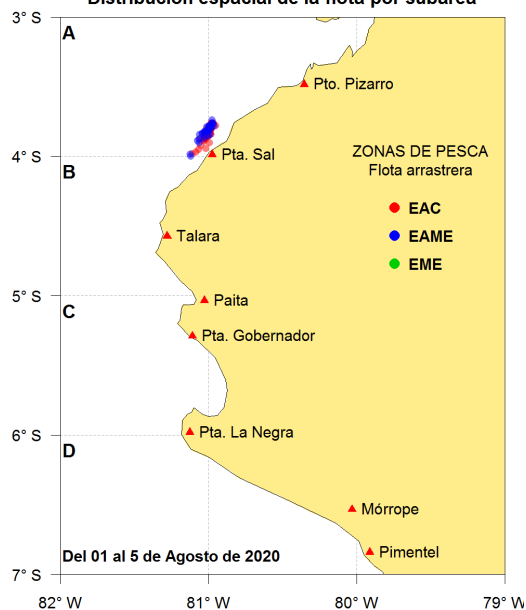 Distribución espacial de la flota por subárea
3° S
A
Pto. Pizarro
ZONAS DE PESCA
Flota arrastrera
Pta. Sal
4° S
B
EAC
EAME
Talara
EME
5° S
Paita
C
Pta. Gobernador
Pta. La Negra
6° S
D
Mórrope
Pimentel
Del 01 al 5 de Agosto de 2020
7° S
82° W
81° W
80° W
79° W